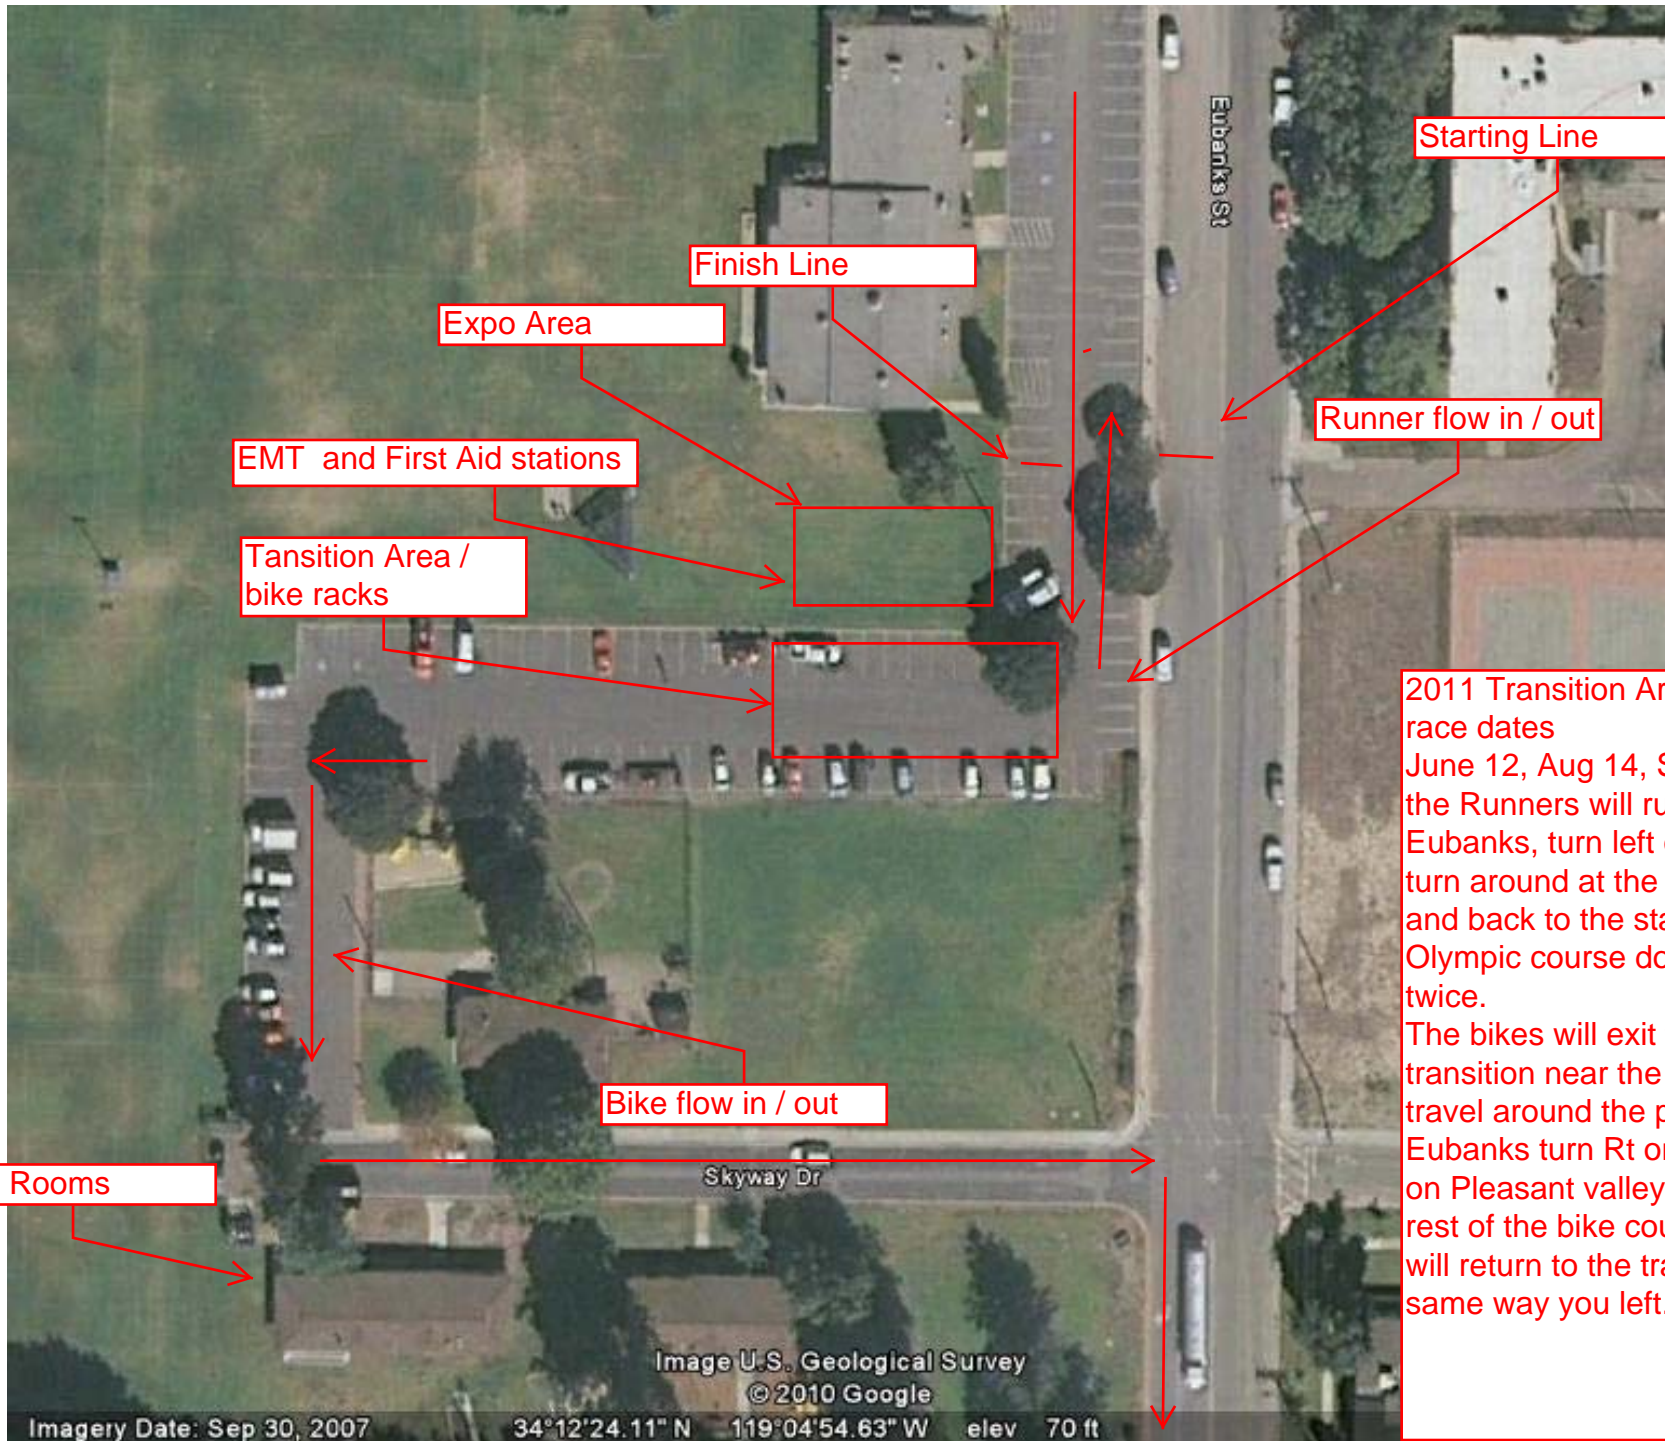 Eubanks St
Starting Line
Finish Line
Expo Area
Runner flow in / out
EMT  and First Aid stations
Tansition Area /
bike racks
2011 Transition Ar
race dates
June 12, Aug 14, S
the Runners will ru
Eubanks, turn left
turn around at the
and back to the sta
Olympic course do
twice.
The bikes will exit
transition near the
travel around the p
Eubanks turn Rt or
on Pleasant valley
rest of the bike cou
will return to the tra
same way you left.
Bike flow in / out
Rooms
Skyway Dr
Image U.S. Geological Survey
© 2010 Google
Imagery Date: Sep 30, 2007 34°12'24.11" N 119°04'54.63" W elev 70 ft